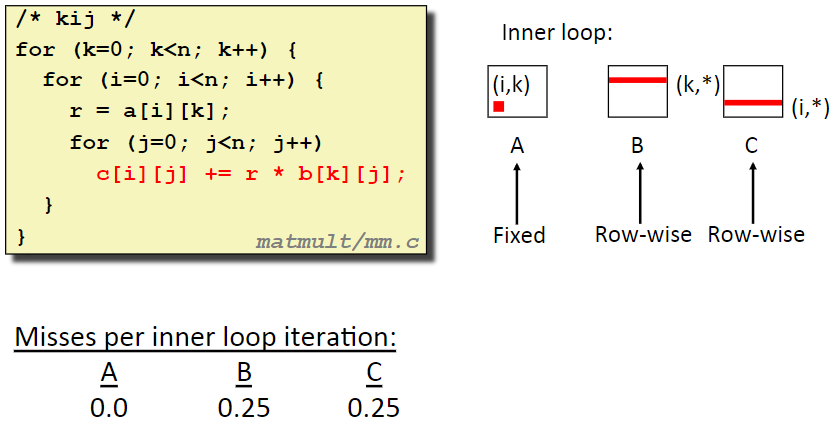 /* kij */
for (k=0; k<n; k++) {
  for (i=0; i<n; i++) {
    r = a[i][k];
    for (j=0; j<n; j++)
      c[i][j] += r * b[k][j];
  }
}
matmult/mm.c
Inner loop:
(i,k)
(k,*)
(i,*)
A B C
Fixed Row-wise Row-wise
Misses per inner loop iteration:
A B C
0.0 0.25 0.25